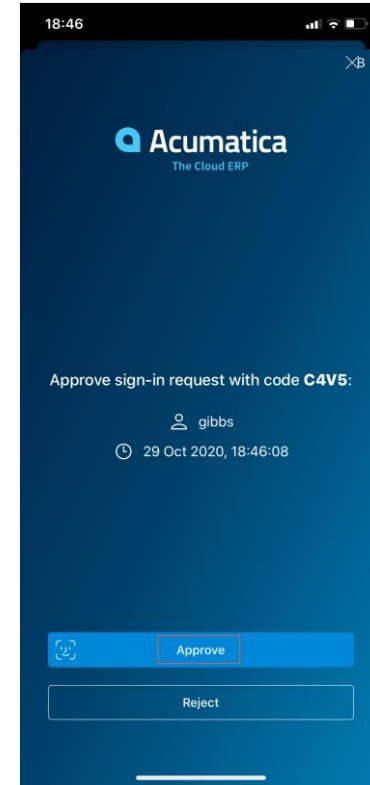 18:46
Acumatica
The Cloud ERP
Approve sign-in request with code C4V5:
gibbs
29 Oct 2020, 18:46:08
Approve
Reject